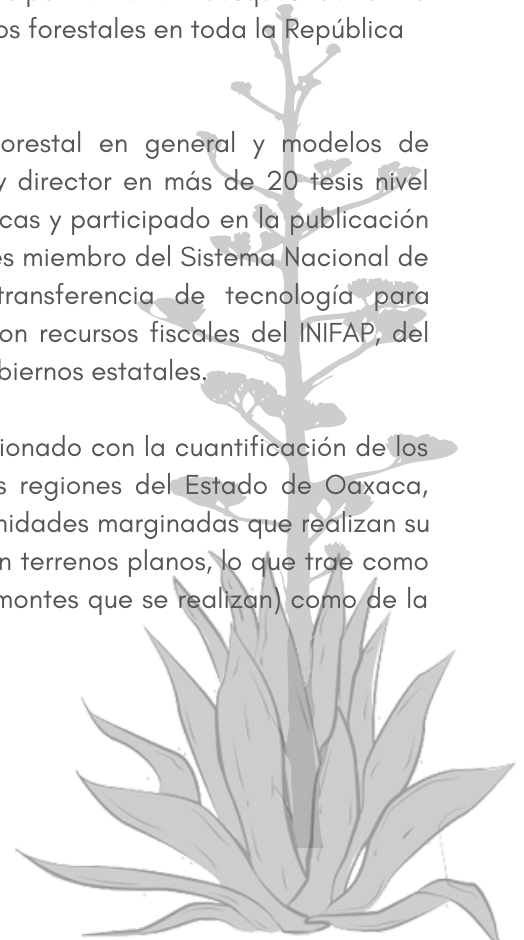 os forestales en toda la República
orestal en general y modelos de
y director en más de 20 tesis nivel
cas y participado en la publicación
es miembro del Sistema Nacional de
transferencia de tecnología para
on recursos fiscales del INIFAP, del
biernos estatales.
ionado con la cuantificación de los
s regiones del Estado de Oaxaca,
nidades marginadas que realizan su
n terrenos planos, lo que trae como
montes que se realizan) como de la